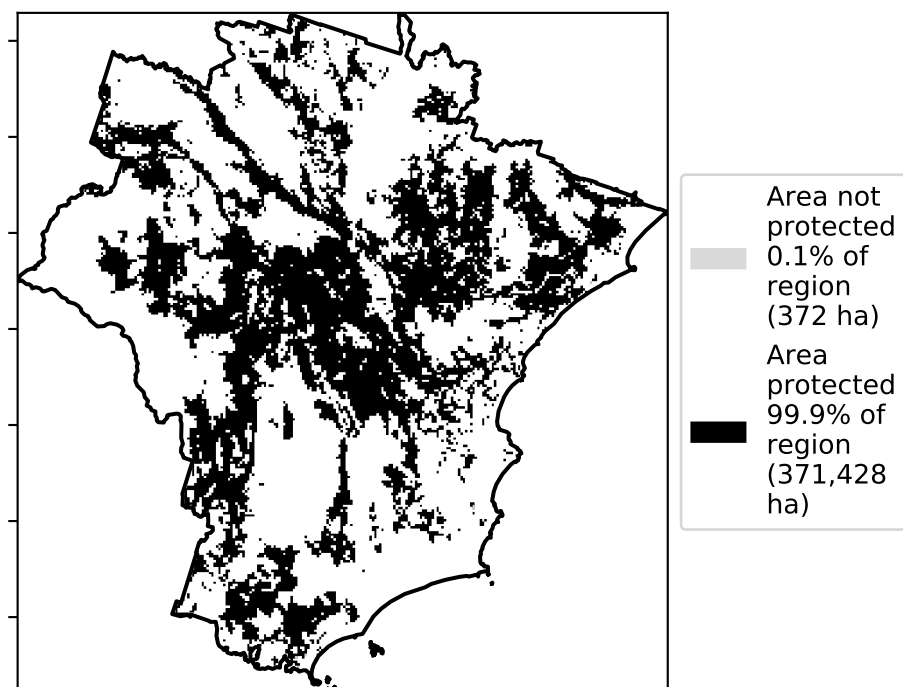 Area not
protected
0.1% of
region
(372 ha)
Area
protected
99.9% of
region
(371,428
ha)